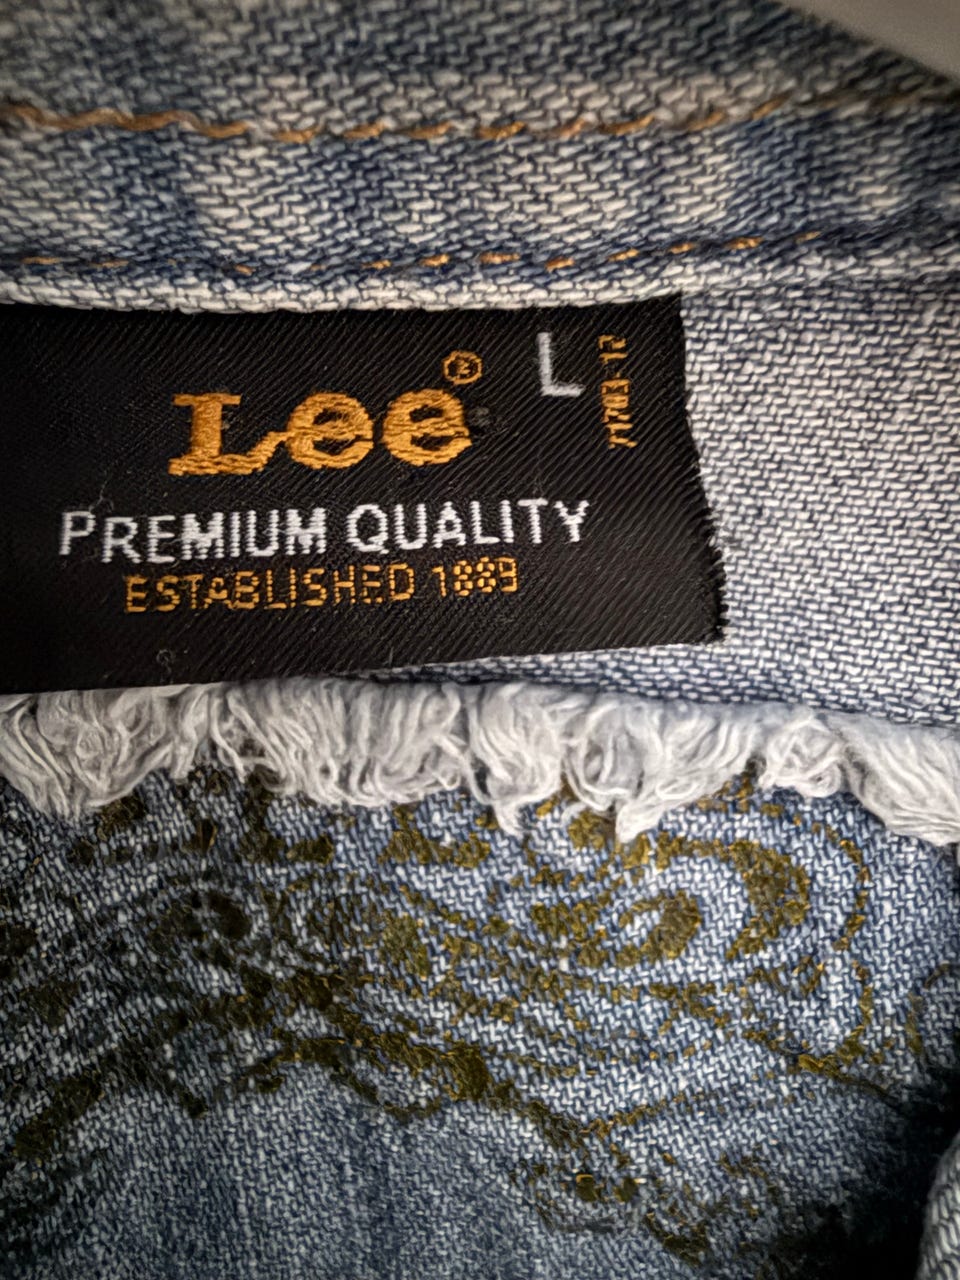 Lee®
L
PREMIUM QUALITY
ESTABLISHED 1889